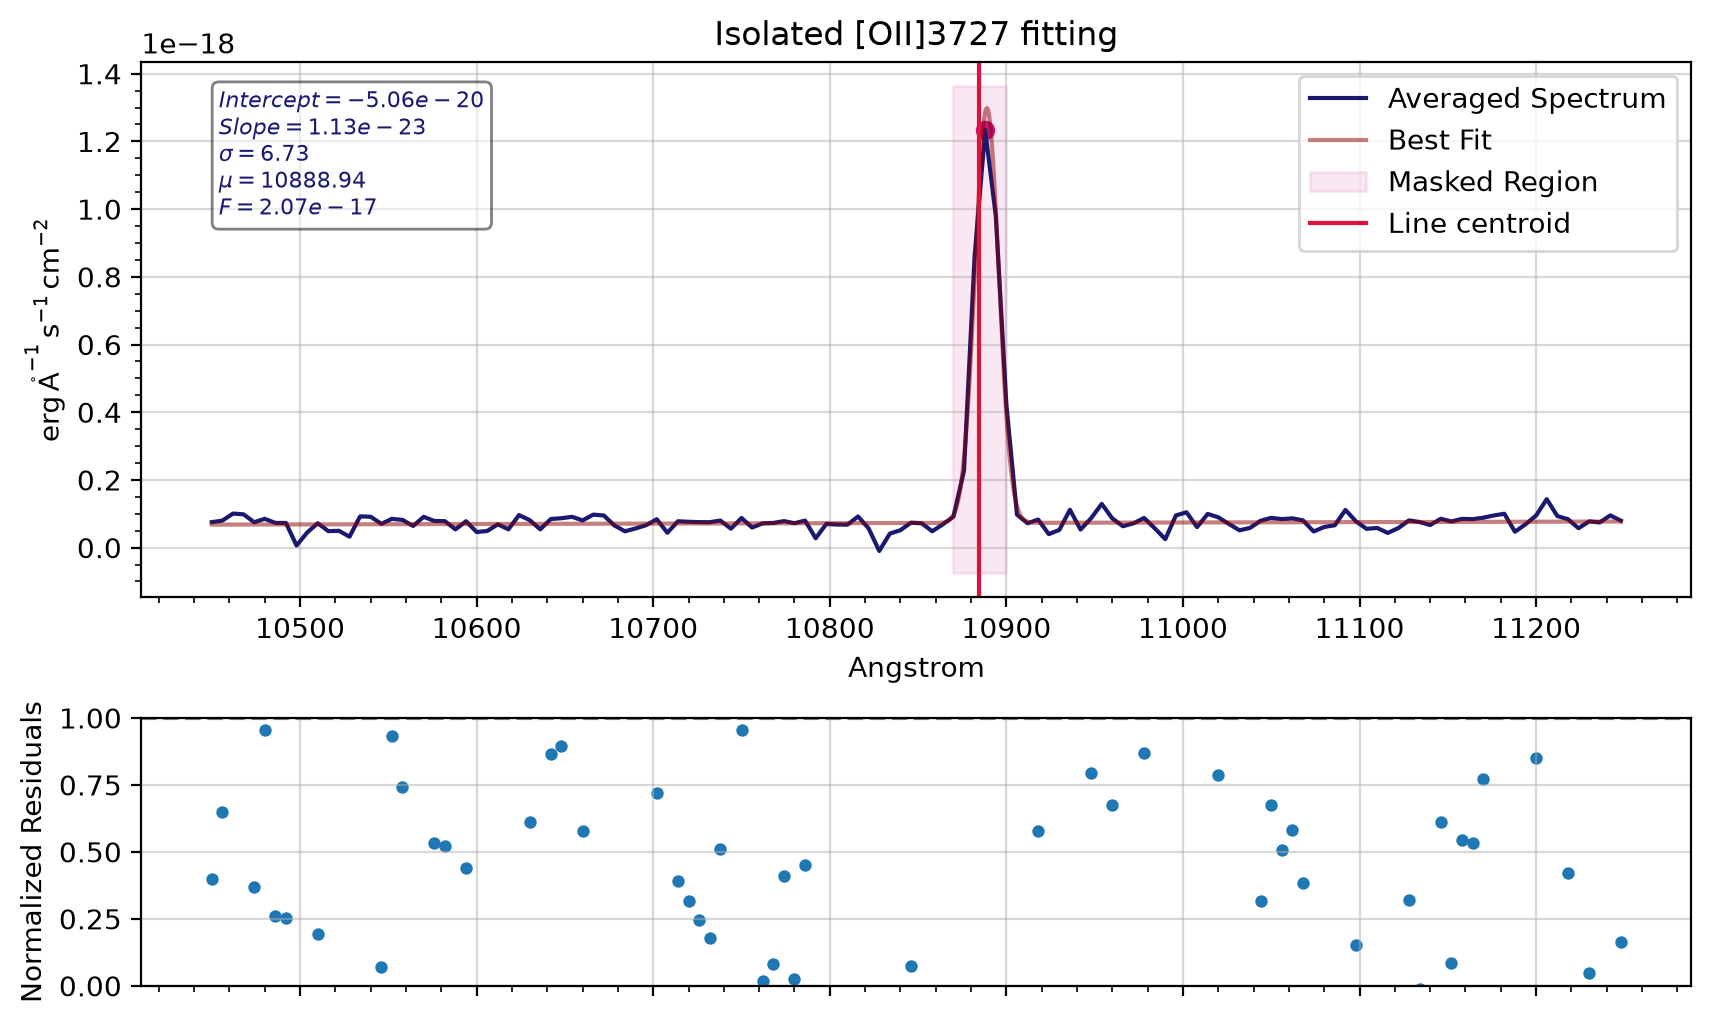 Isolated [OII]3727 fitting
1e−18
Intercept = −5.06e − 20
Slope = 1.13e − 23
σ = 6.73
μ = 10888.94
F = 2.07e − 17
Averaged Spectrum
Best Fit
Masked Region
Line centroid
1.4
1.2
1.0
0.8
0.6
0.4
0.2
0.0
erg Å⁻¹ s⁻¹ cm⁻²
10500 10600 10700 10800 10900 11000 11100 11200
Angstrom
1.00
0.75
0.50
0.25
0.00
Normalized Residuals